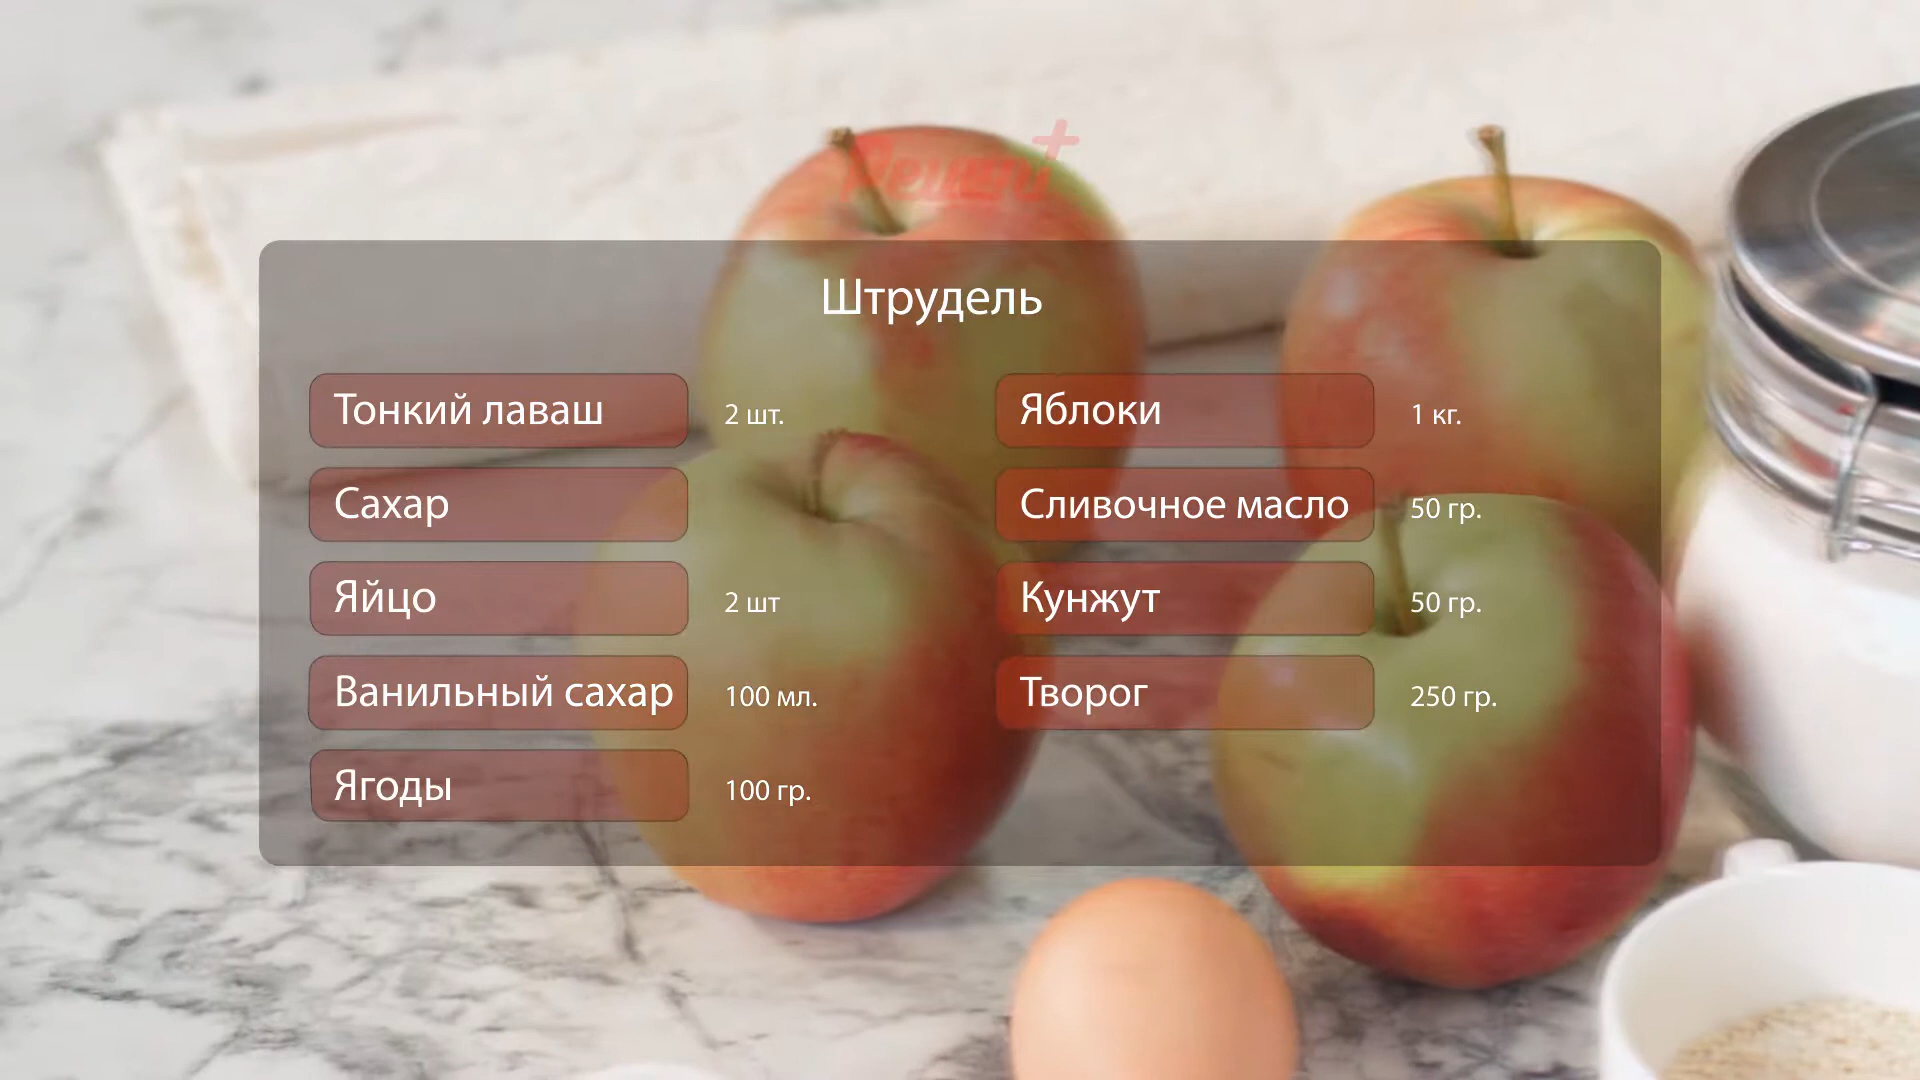 Штрудель
Тонкий лаваш 2 шт.
Сахар
Яйцо 2 шт
Ванильный сахар 100 мл.
Ягоды 100 гр.
Яблоки 1 кг.
Сливочное масло 50 гр.
Кунжут 50 гр.
Творог 250 гр.